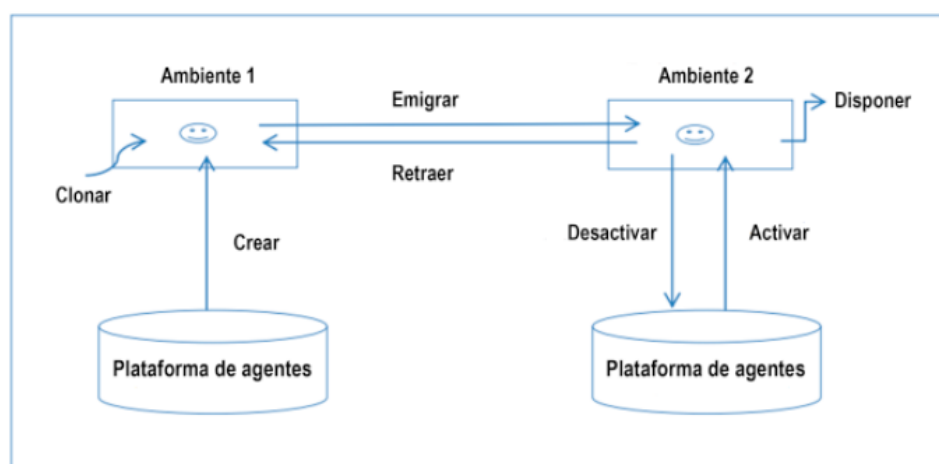 Ambiente 1
Ambiente 2
Emigrar
Disponer
Retraer
Clonar
Crear
Desactivar
Activar
Plataforma de agentes
Plataforma de agentes